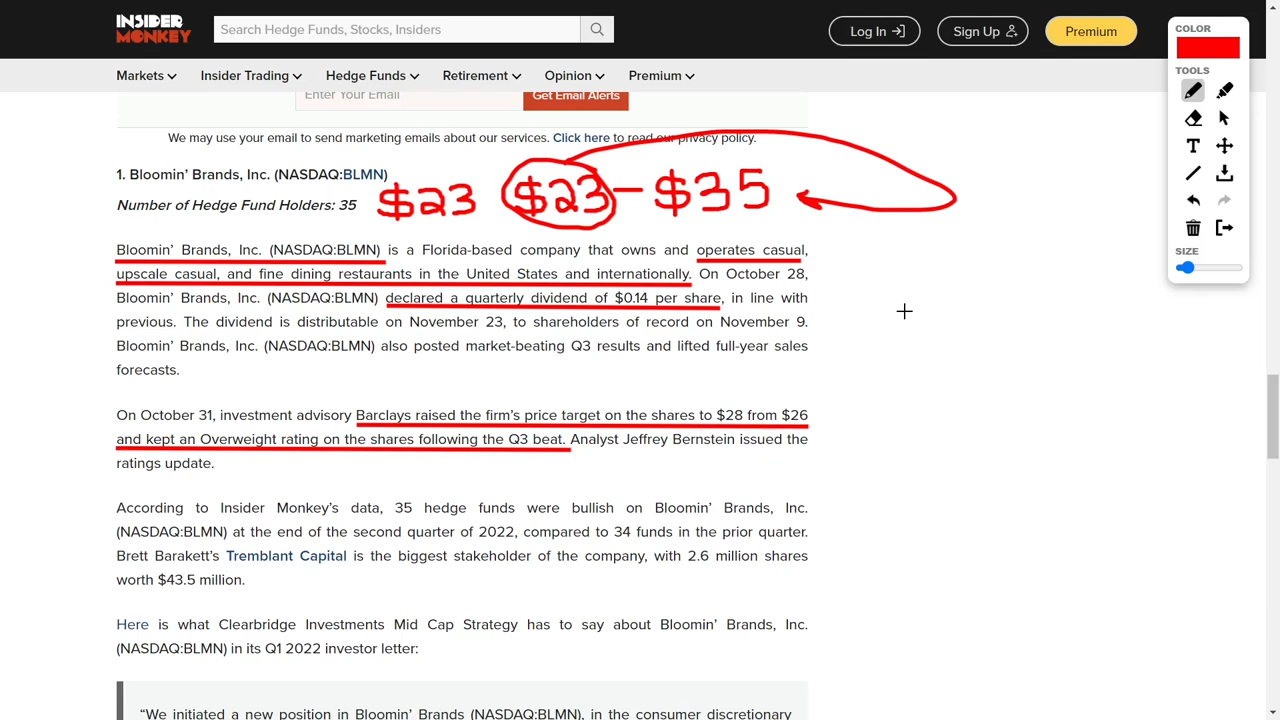 INSIDER
MONKEY
Search Hedge Funds, Stocks, Insiders
Log In
Sign Up
Premium
COLOR
TOOLS
T
SIZE
Markets
Insider Trading
Hedge Funds
Retirement
Opinion
Premium
Enter Your Email
Get Email Alerts
We may use your email to send marketing emails about our services. Click here to read our privacy policy.
1. Bloomin’ Brands, Inc. (NASDAQ:BLMN)
$23 $23 – $35
Number of Hedge Fund Holders: 35
Bloomin’ Brands, Inc. (NASDAQ:BLMN) is a Florida-based company that owns and operates casual,
upscale casual, and fine dining restaurants in the United States and internationally. On October 28,
Bloomin’ Brands, Inc. (NASDAQ:BLMN) declared a quarterly dividend of $0.14 per share, in line with
previous. The dividend is distributable on November 23, to shareholders of record on November 9.
Bloomin’ Brands, Inc. (NASDAQ:BLMN) also posted market-beating Q3 results and lifted full-year sales
forecasts.
On October 31, investment advisory Barclays raised the firm’s price target on the shares to $28 from $26
and kept an Overweight rating on the shares following the Q3 beat. Analyst Jeffrey Bernstein issued the
ratings update.
According to Insider Monkey’s data, 35 hedge funds were bullish on Bloomin’ Brands, Inc.
(NASDAQ:BLMN) at the end of the second quarter of 2022, compared to 34 funds in the prior quarter.
Brett Barakett’s Tremblant Capital is the biggest stakeholder of the company, with 2.6 million shares
worth $43.5 million.
Here is what Clearbridge Investments Mid Cap Strategy has to say about Bloomin’ Brands, Inc.
(NASDAQ:BLMN) in its Q1 2022 investor letter:
“We initiated a new position in Bloomin’ Brands (NASDAQ:BLMN), in the consumer discretionary